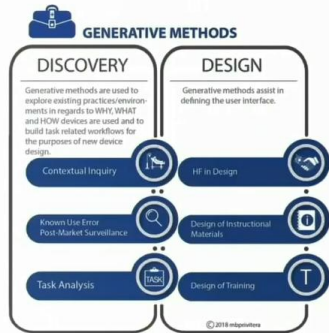 GENERATIVE METHODS
DISCOVERY
Generative methods are used to
explore existing practices/environ-
ments in regards to WHY, WHAT
and HOW devices are used and to
build task related workflows for
the purposes of new device
design.
Contextual Inquiry
Known Use Error
Post-Market Surveillance
Task Analysis
TASK
DESIGN
Generative methods assist in
defining the user interface.
HF in Design
Design of Instructional
Materials
Design of Training
T
©2018 mbprivitera